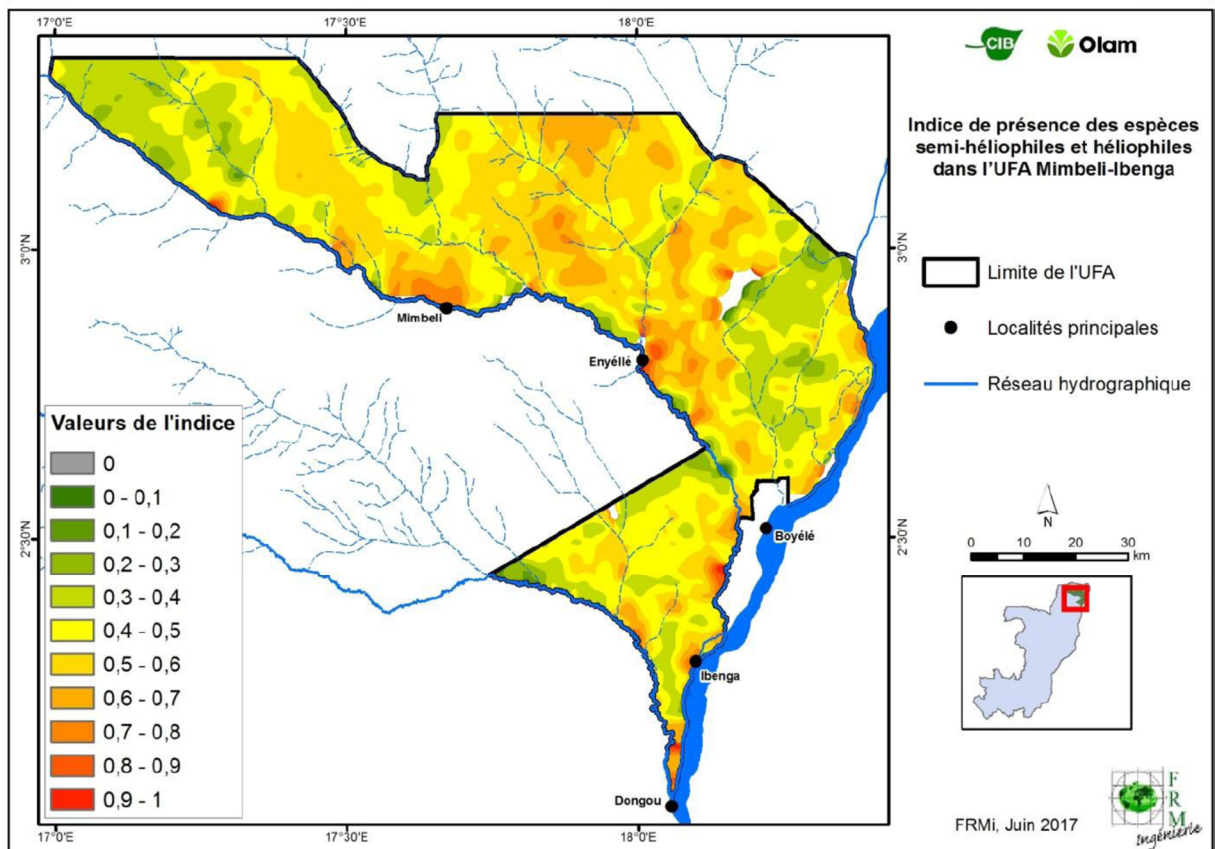 17°0'E
17°30'E
18°0'E
CIB
Olam
Indice de présence des espèces
semi-héliophiles et héliophiles
dans l'UFA Mimbeli-Ibenga
3°0'N
3°0'N
Limite de l'UFA
Localités principales
Réseau hydrographique
Mimbeli
Enyéllé
Valeurs de l'indice
0
0 - 0,1
0,1 - 0,2
0,2 - 0,3
0,3 - 0,4
0,4 - 0,5
0,5 - 0,6
0,6 - 0,7
0,7 - 0,8
0,8 - 0,9
0,9 - 1
2°30'N
2°30'N
Boyélé
Ibenga
Dongou
N
0 10 20 30
km
17°0'E
17°30'E
18°0'E
FRMi, Juin 2017
F
R
M
Ingénierie